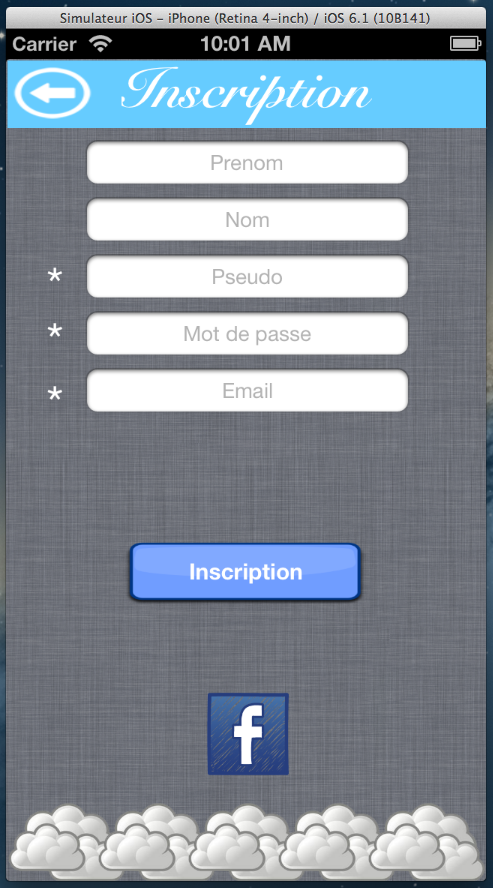 Simulateur iOS - iPhone (Retina 4-inch) / iOS 6.1 (10B141)
Carrier 10:01 AM
Inscription
Prenom
Nom
* Pseudo
* Mot de passe
* Email
Inscription
f